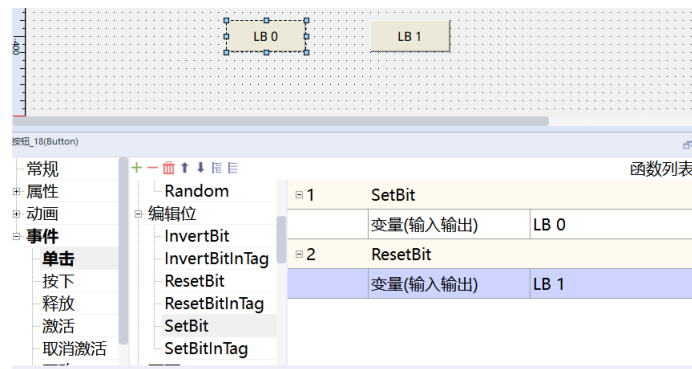 LB 0 LB 1
按钮_18(Button)
函数列表
常规
属性
动画
事件
单击
按下
释放
激活
取消激活
Random
编辑位
InvertBit
InvertBitInTag
ResetBit
ResetBitInTag
SetBit
SetBitInTag
1 SetBit
变量(输入输出) LB 0
2 ResetBit
变量(输入输出) LB 1